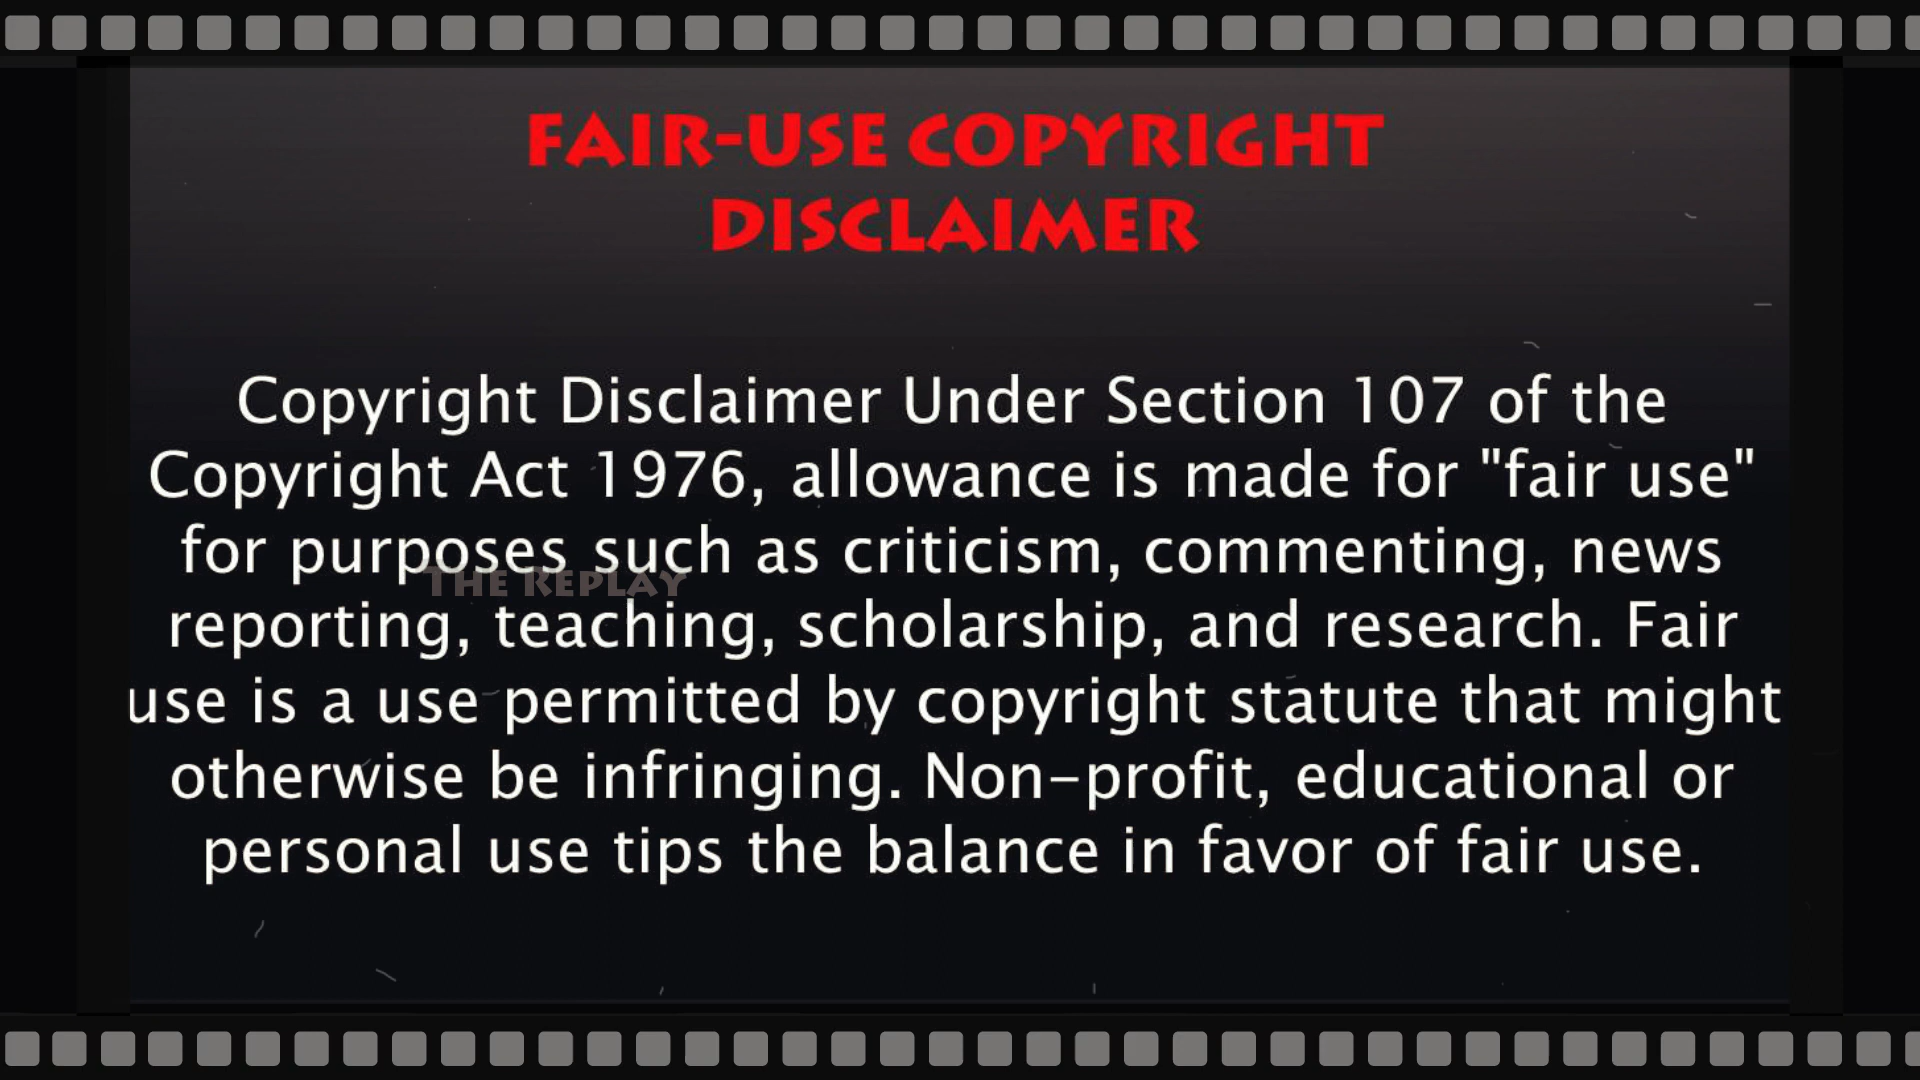 FAIR-USE COPYRIGHT
DISCLAIMER
Copyright Disclaimer Under Section 107 of the
Copyright Act 1976, allowance is made for "fair use"
for purposes such as criticism, commenting, news
THE REPLAY
reporting, teaching, scholarship, and research. Fair
use is a use permitted by copyright statute that might
otherwise be infringing. Non-profit, educational or
personal use tips the balance in favor of fair use.